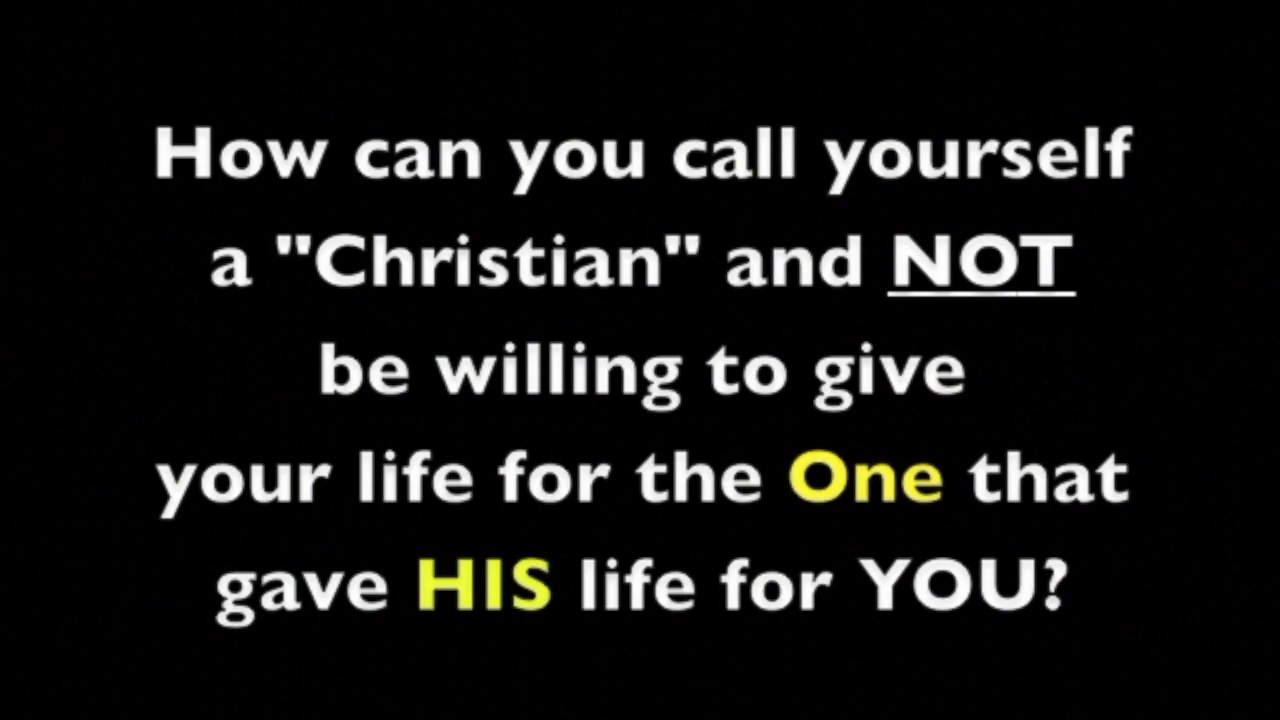 How can you call yourself
a "Christian" and NOT
be willing to give
your life for the One that
gave HIS life for YOU?